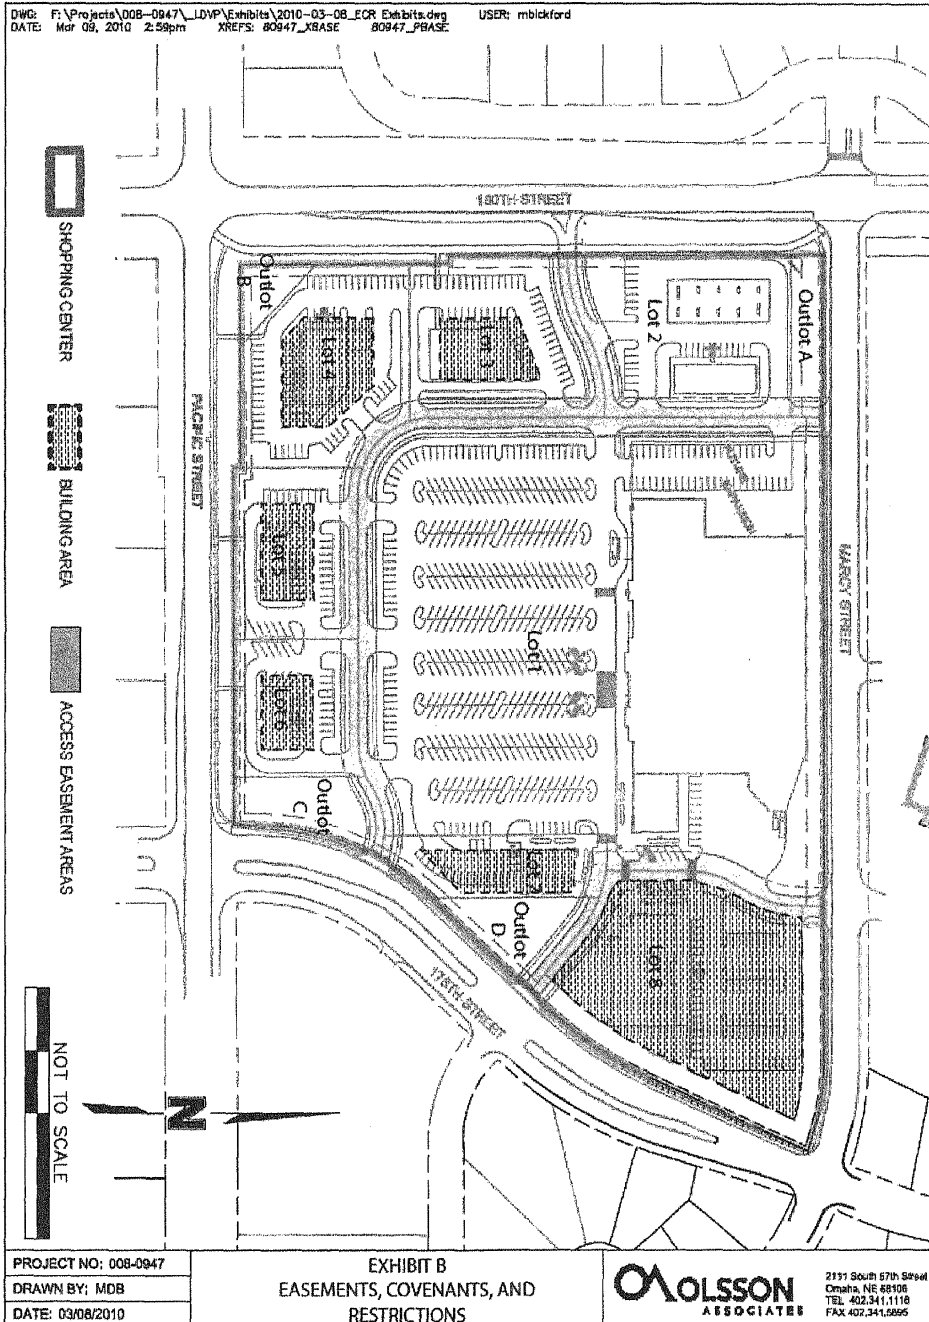 DWG: F:\Projects\008-0947\_LDVP\Exhibits\2010-03-08_ECR Exhibits.dwg USER: mbickford
DATE: Mar 09, 2010 2:59pm XREFS: 80947_XBASE 80947_PBASE
180TH STREET
SHOPPING CENTER
BUILDING AREA
ACCESS EASEMENT AREAS
PACIFIC STREET
MARCY STREET
Outlot B
Lot 4
Lot 3
Lot 2
Outlot A
Lot 5
Lot 1
Lot 6
Outlot C
Lot 7
Outlot D
Lot 8
178TH STREET
N
NOT TO SCALE
PROJECT NO: 008-0947
DRAWN BY: MDB
DATE: 03/08/2010
EXHIBIT B
EASEMENTS, COVENANTS, AND
RESTRICTIONS
OLSSON
ASSOCIATES
2111 South 67th Street
Omaha, NE 68106
TEL 402.341.1116
FAX 402.341.5895